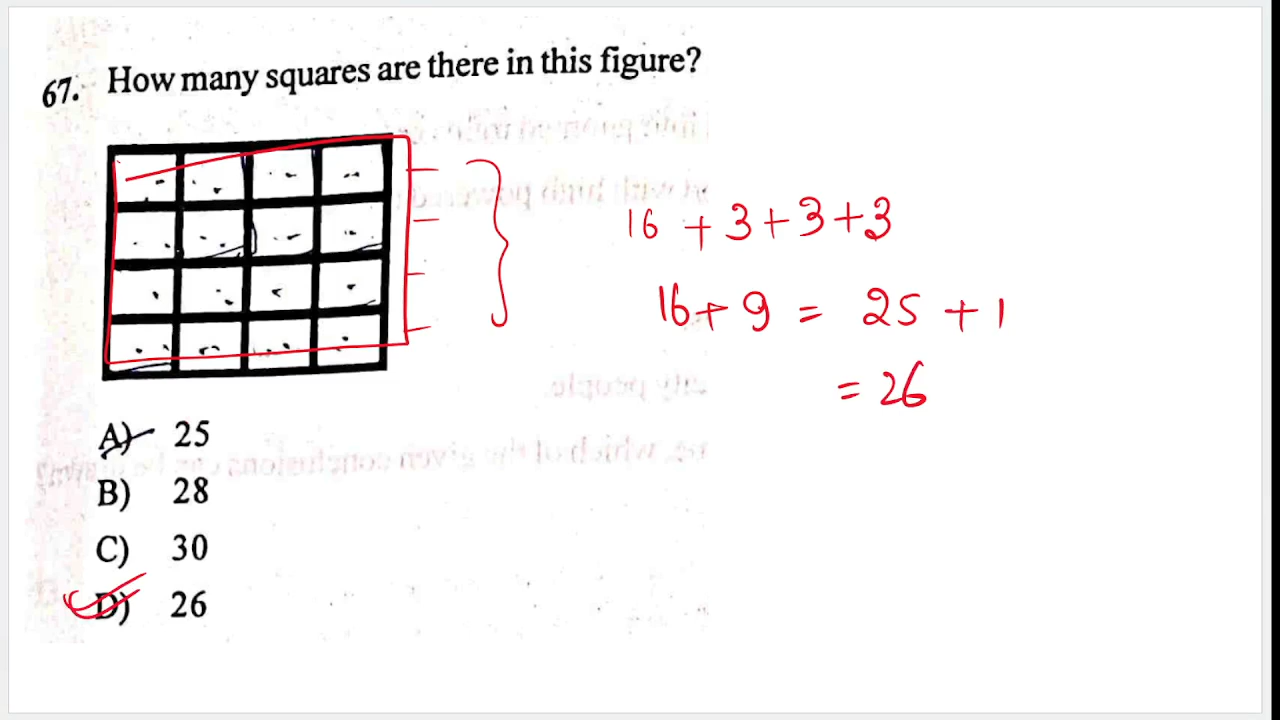 67. How many squares are there in this figure?
16 + 3 + 3 + 3
16 + 9 = 25 + 1
= 26
A) 25
B) 28
C) 30
D) 26